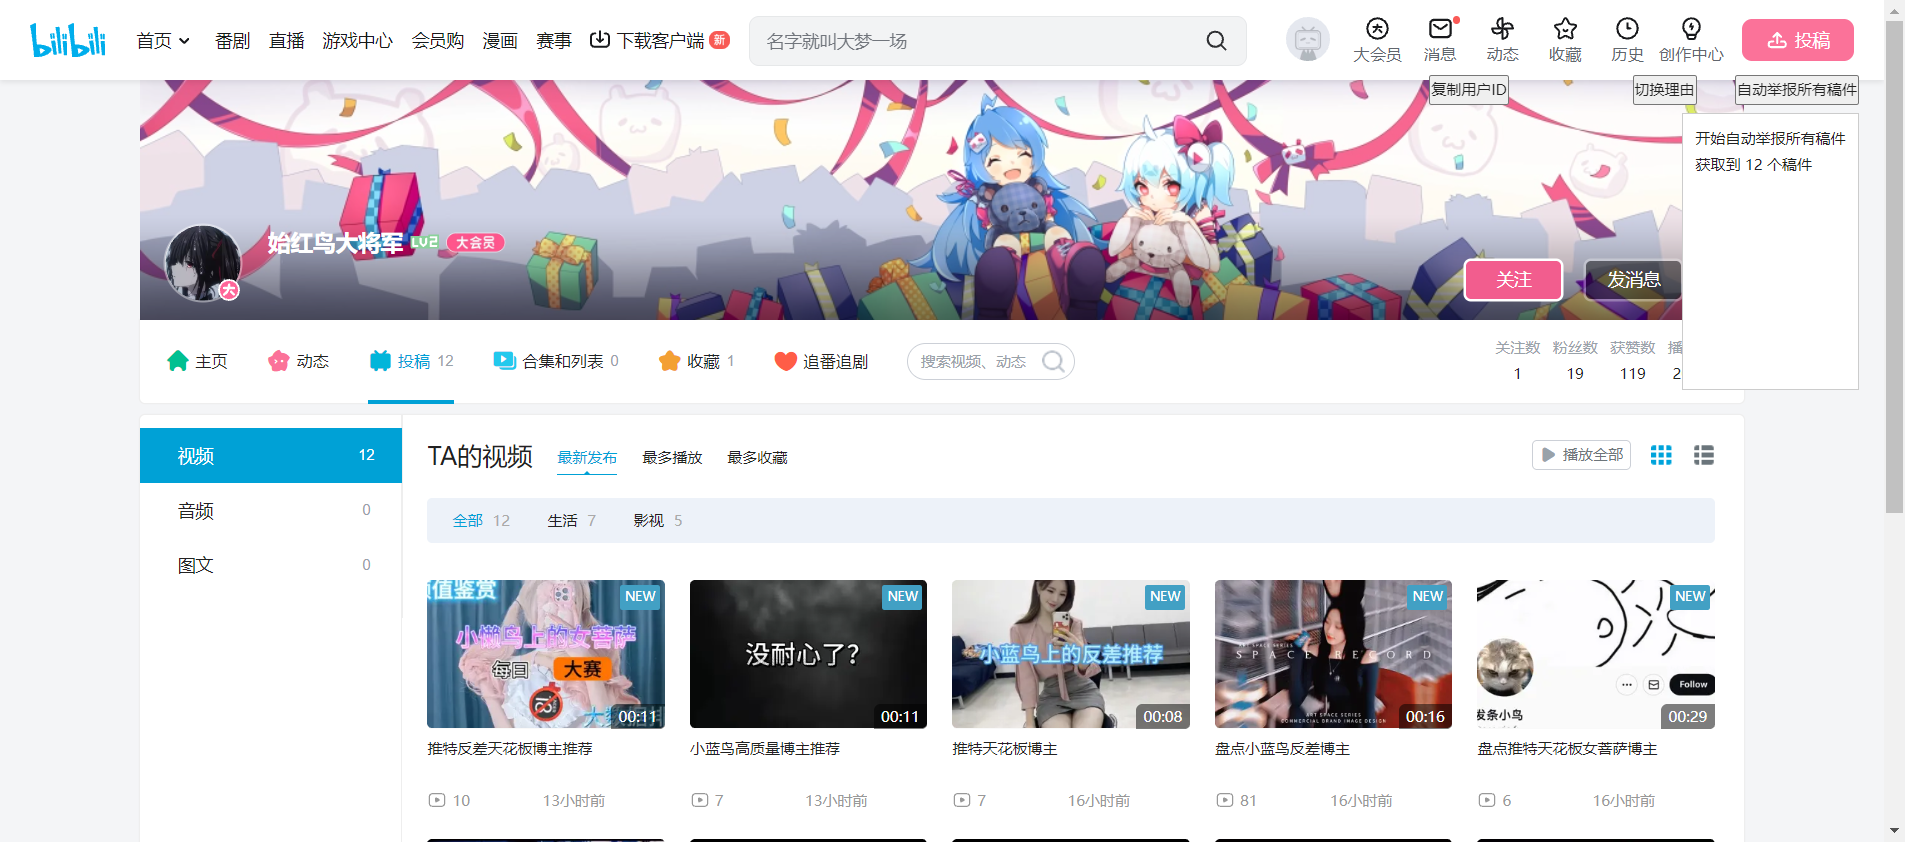 bilibili
首页 番剧 直播 游戏中心 会员购 漫画 赛事 下载客户端 新
名字就叫大梦一场
大会员 消息 动态 收藏 历史 创作中心 投稿
复制用户ID 切换理由 自动举报所有稿件
开始自动举报所有稿件
获取到 12 个稿件
始红鸟大将军 LV2 大会员
大
关注 发消息
主页 动态 投稿 12 合集和列表 0 收藏 1 追番追剧 搜索视频、动态
关注数 粉丝数 获赞数 播
1 19 119 2
视频 12
音频 0
图文 0
TA的视频 最新发布 最多播放 最多收藏 播放全部
全部 12 生活 7 影视 5
值鉴赏 NEW
小懒鸟上的女菩萨
每日 大赛
00:11
推特反差天花板博主推荐
10 13小时前
NEW
没耐心了?
00:11
小蓝鸟高质量博主推荐
7 13小时前
NEW
小蓝鸟上的反差推荐
00:08
推特天花板博主
7 16小时前
NEW
ART SPACE SERIES
SPACE RECORD
ART SPACE SERIES
COMMERCIAL BRAND IMAGE DESIGN
00:16
盘点小蓝鸟反差博主
81 16小时前
NEW
Follow
发条小鸟
00:29
盘点推特天花板女菩萨博主
6 16小时前